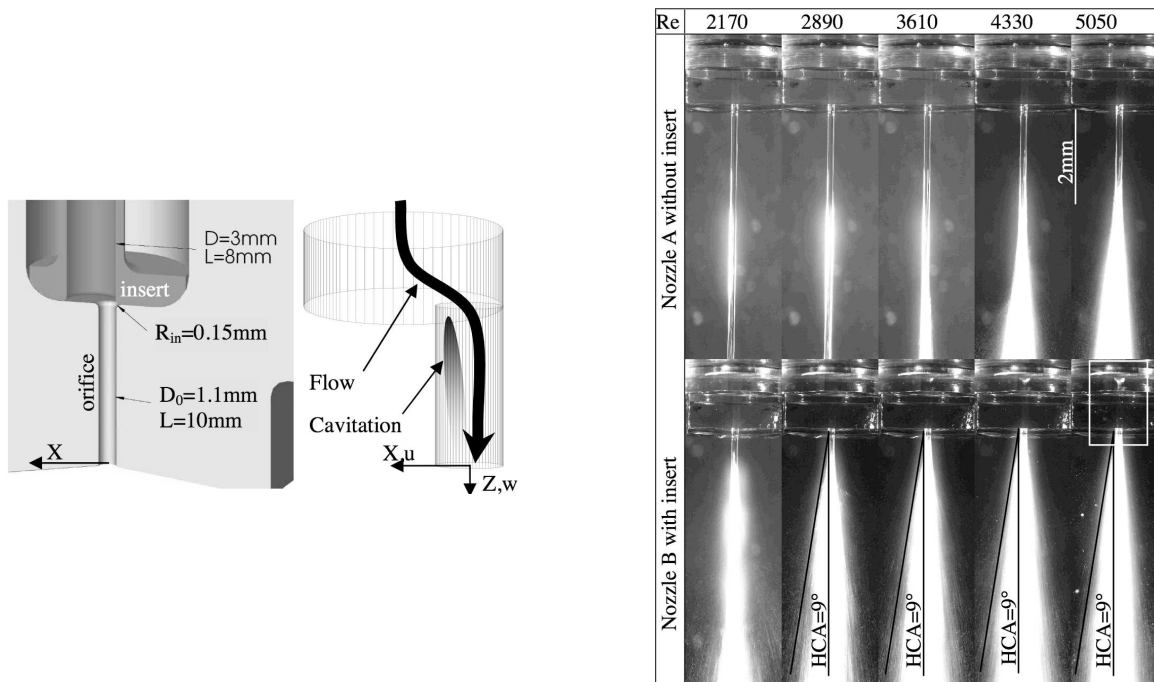 D=3mm
L=8mm
insert
R_in=0.15mm
orifice
D_0=1.1mm
L=10mm
X
Flow
Cavitation
X,u
Z,w
Re 2170 2890 3610 4330 5050
Nozzle A without insert
2mm
Nozzle B with insert
HCA=9°
HCA=9°
HCA=9°
HCA=9°